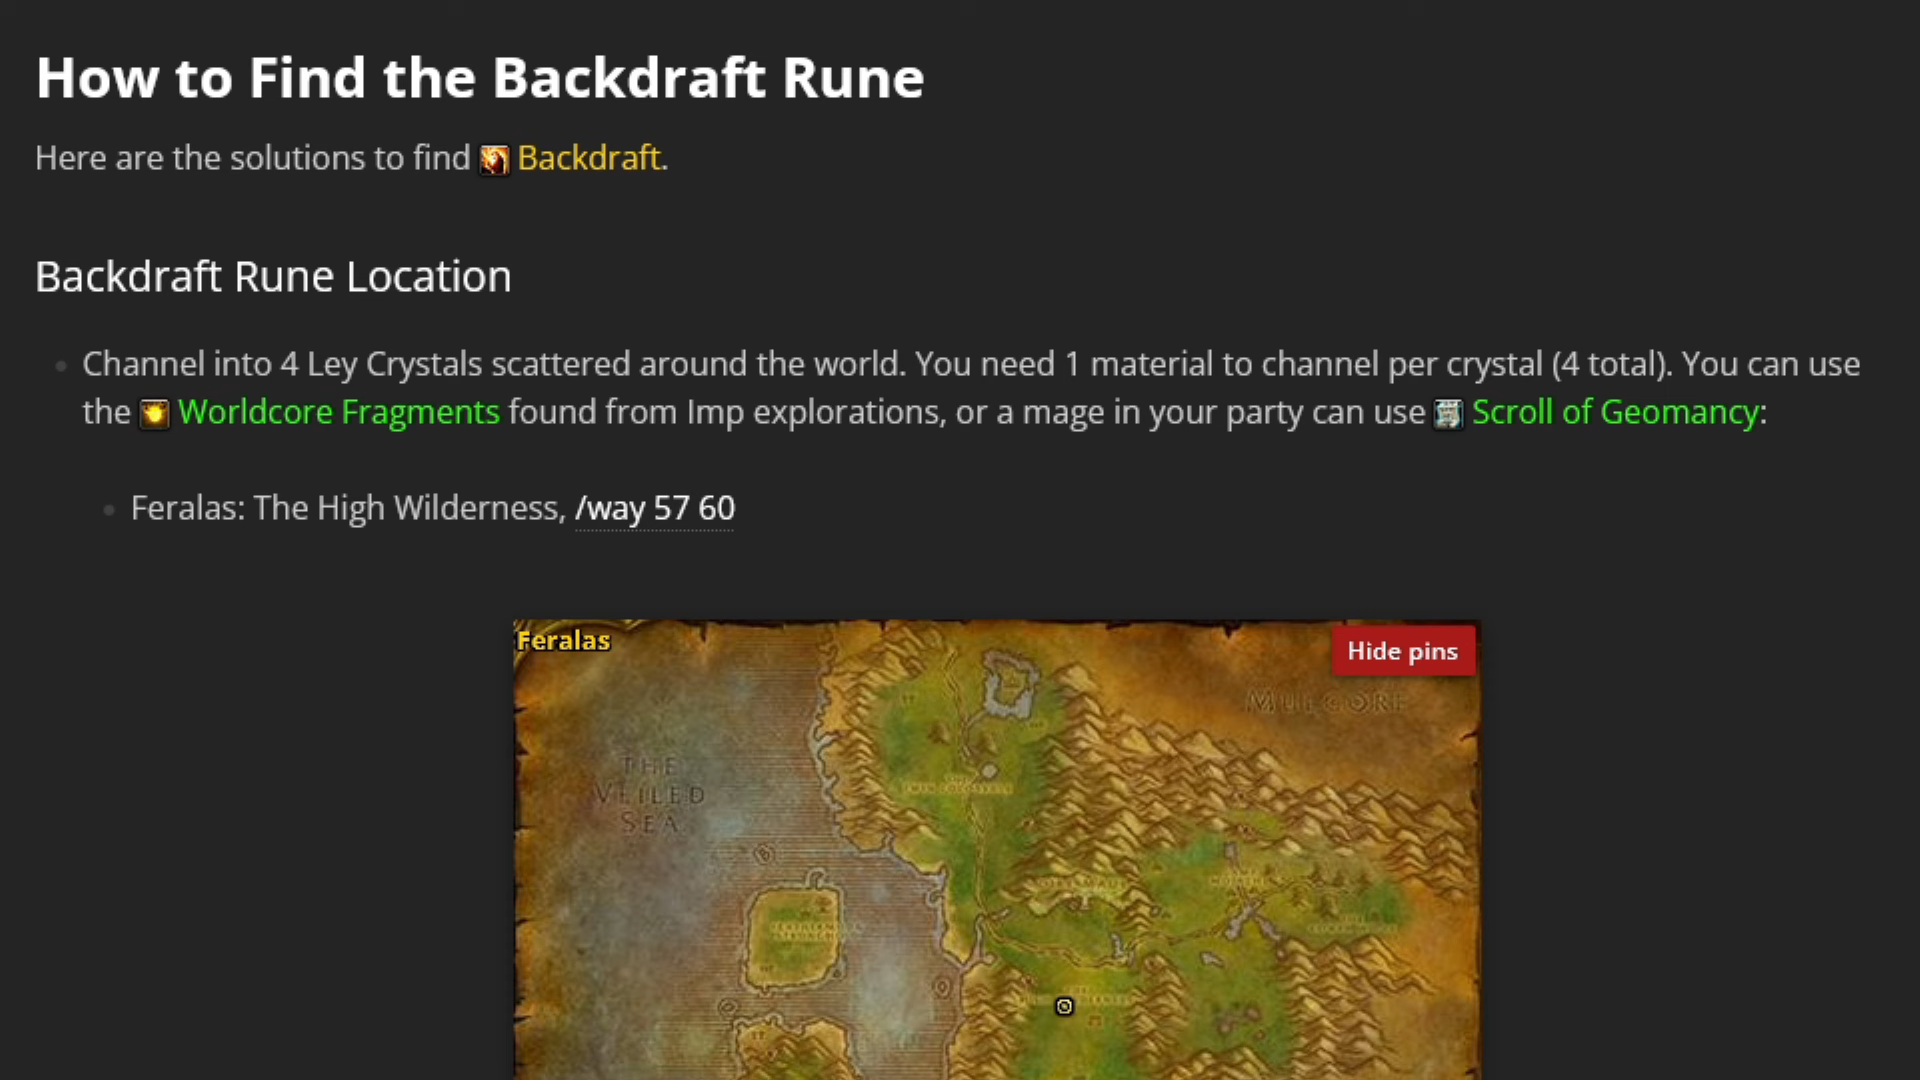 How to Find the Backdraft Rune
Here are the solutions to find Backdraft.
Backdraft Rune Location
Channel into 4 Ley Crystals scattered around the world. You need 1 material to channel per crystal (4 total). You can use
the Worldcore Fragments found from Imp explorations, or a mage in your party can use Scroll of Geomancy:
Feralas: The High Wilderness, /way 57 60
Feralas
Hide pins
MULGORE
THE
VEILED
SEA